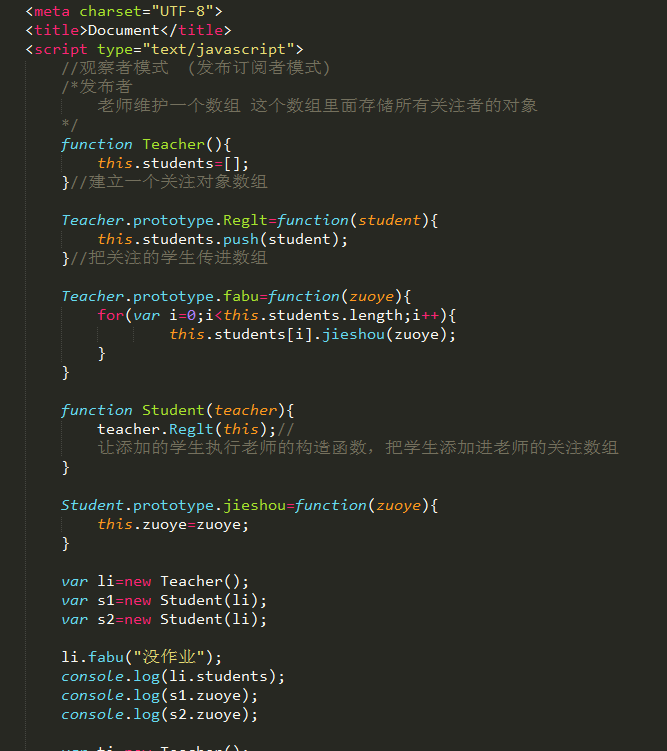 <meta charset="UTF-8">
<title>Document</title>
<script type="text/javascript">
//观察者模式 (发布订阅者模式)
/*发布者
老师维护一个数组 这个数组里面存储所有关注者的对象
*/
function Teacher(){
this.students=[];
}//建立一个关注对象数组
Teacher.prototype.Reglt=function(student){
this.students.push(student);
}//把关注的学生传进数组
Teacher.prototype.fabu=function(zuoye){
for(var i=0;i<this.students.length;i++){
this.students[i].jieshou(zuoye);
}
}
function Student(teacher){
teacher.Reglt(this);//
让添加的学生执行老师的构造函数，把学生添加进老师的关注数组
}
Student.prototype.jieshou=function(zuoye){
this.zuoye=zuoye;
}
var li=new Teacher();
var s1=new Student(li);
var s2=new Student(li);
li.fabu("没作业");
console.log(li.students);
console.log(s1.zuoye);
console.log(s2.zuoye);